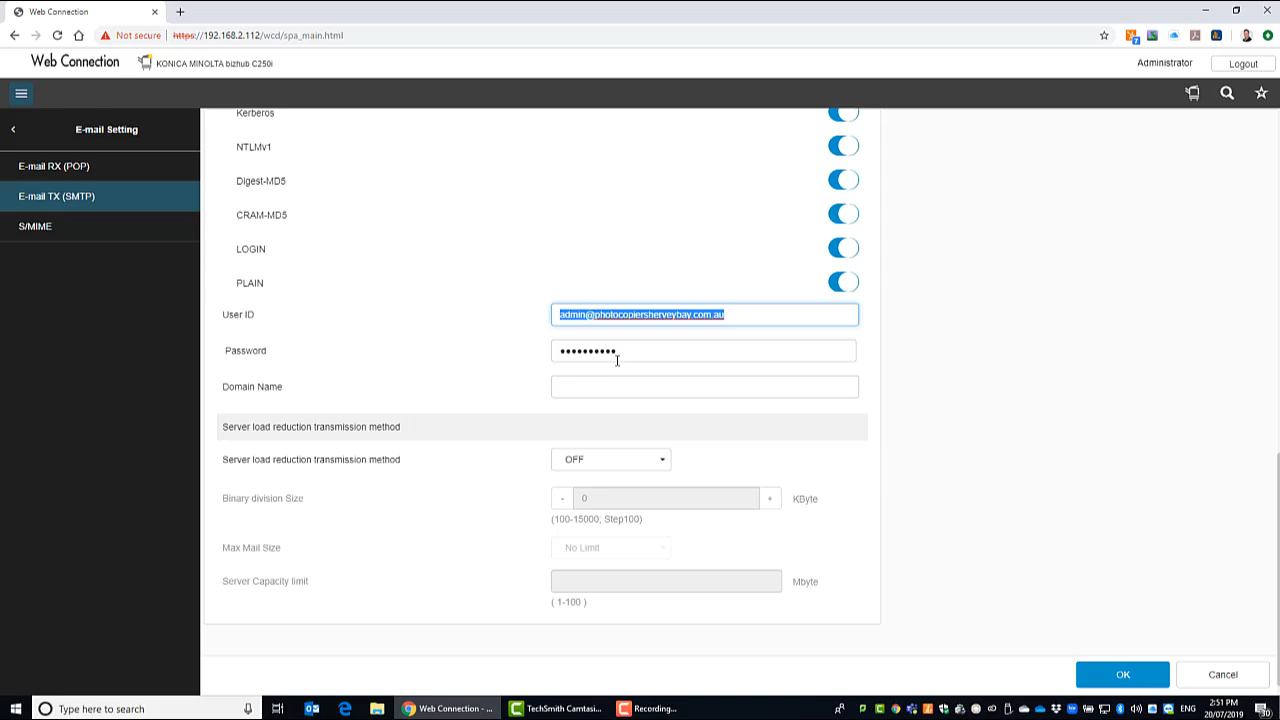 Web Connection
Not secure | https://192.168.2.112/wcd/spa_main.html
7
Web Connection
KONICA MINOLTA bizhub C250i
Administrator
Logout
E-mail Setting
E-mail RX (POP)
E-mail TX (SMTP)
S/MIME
Kerberos
NTLMv1
Digest-MD5
CRAM-MD5
LOGIN
PLAIN
User ID
admin@photocopiersherveybay.com.au
Password
••••••••••
Domain Name
Server load reduction transmission method
Server load reduction transmission method
OFF
Binary division Size
- 0 + KByte
(100-15000, Step100)
Max Mail Size
No Limit
Server Capacity limit
Mbyte
( 1-100 )
OK
Cancel
Type here to search
Web Connection - ...
TechSmith Camtasi...
Recording...
ENG
2:51 PM
20/07/2019